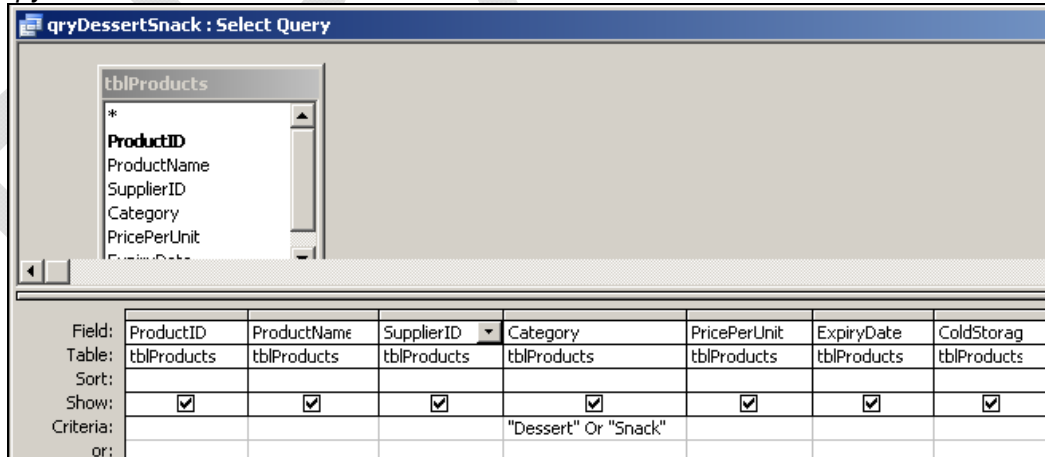 qryDessertSnack : Select Query
tblProducts
*
ProductID
ProductName
SupplierID
Category
PricePerUnit
ExpiryDate
Field: ProductID ProductName SupplierID Category PricePerUnit ExpiryDate ColdStorag
Table: tblProducts tblProducts tblProducts tblProducts tblProducts tblProducts tblProducts
Sort:
Show:
Criteria: "Dessert" Or "Snack"
or: